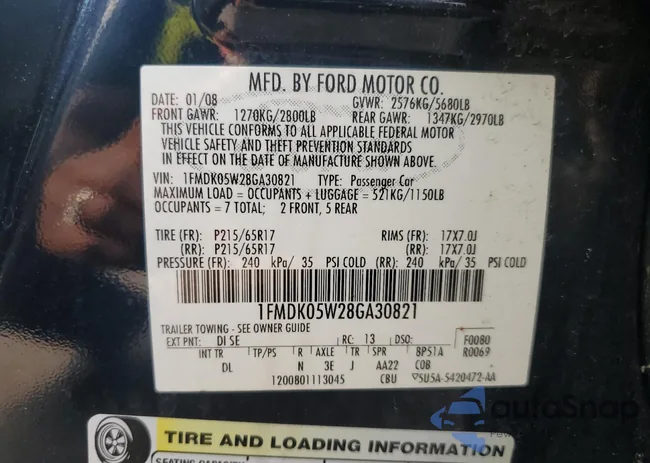 MFD. BY FORD MOTOR CO.
DATE: 01/08 GVWR: 2576KG/5680LB
FRONT GAWR: 1270KG/2800LB REAR GAWR: 1347KG/2970LB
THIS VEHICLE CONFORMS TO ALL APPLICABLE FEDERAL MOTOR
VEHICLE SAFETY AND THEFT PREVENTION STANDARDS
IN EFFECT ON THE DATE OF MANUFACTURE SHOWN ABOVE.
VIN: 1FMDK05W28GA30821 TYPE: Passenger Car
MAXIMUM LOAD = OCCUPANTS + LUGGAGE = 521KG/1150LB
OCCUPANTS = 7 TOTAL; 2 FRONT, 5 REAR
TIRE (FR): P215/65R17 RIMS (FR): 17X7.0J
(RR): P215/65R17 (RR): 17X7.0J
PRESSURE (FR): 240 kPa/ 35 PSI COLD (RR): 240 kPa/ 35 PSI COLD
1FMDK05W28GA30821
TRAILER TOWING - SEE OWNER GUIDE
EXT PNT: DI SE RC: 13 DSO: F0080
INT TR TP/PS R AXLE TR SPR BP51A R0069
DL N 3E J AA22 COB
1200801113045 CBU 5U5A-5420472-AA
autoSnap
TIRE AND LOADING INFORMATION
SEATING CAPACITY